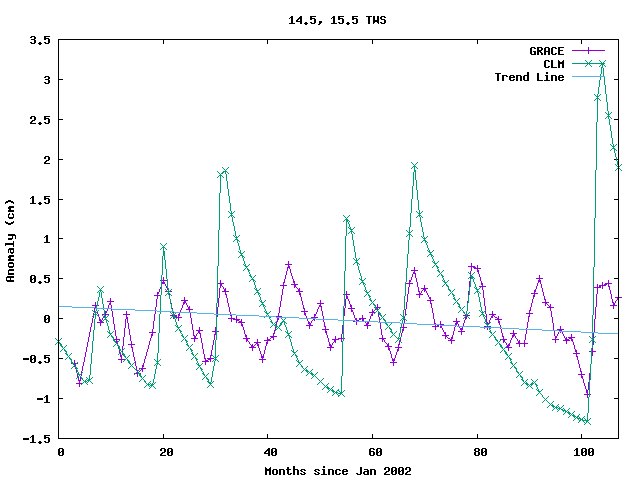 14.5, 15.5 TWS
GRACE
CLM
Trend Line
Anomaly (cm)
3.5
3
2.5
2
1.5
1
0.5
0
-0.5
-1
-1.5
0 20 40 60 80 100
Months since Jan 2002